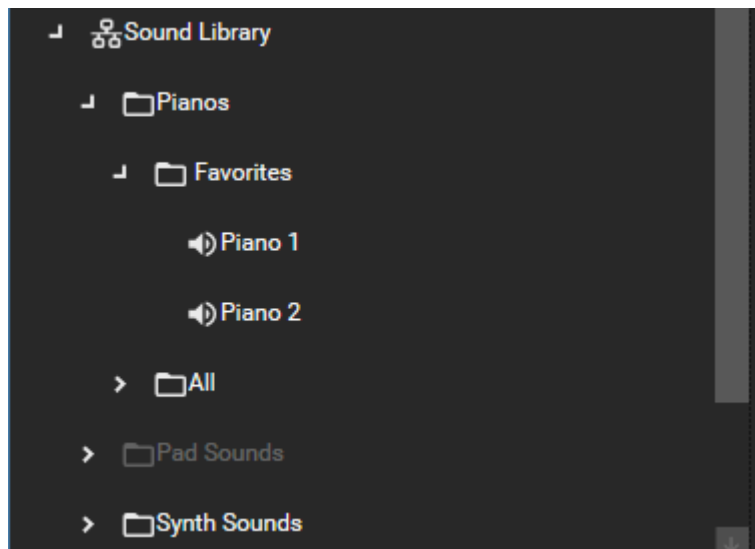 Sound Library
Pianos
Favorites
Piano 1
Piano 2
All
Pad Sounds
Synth Sounds